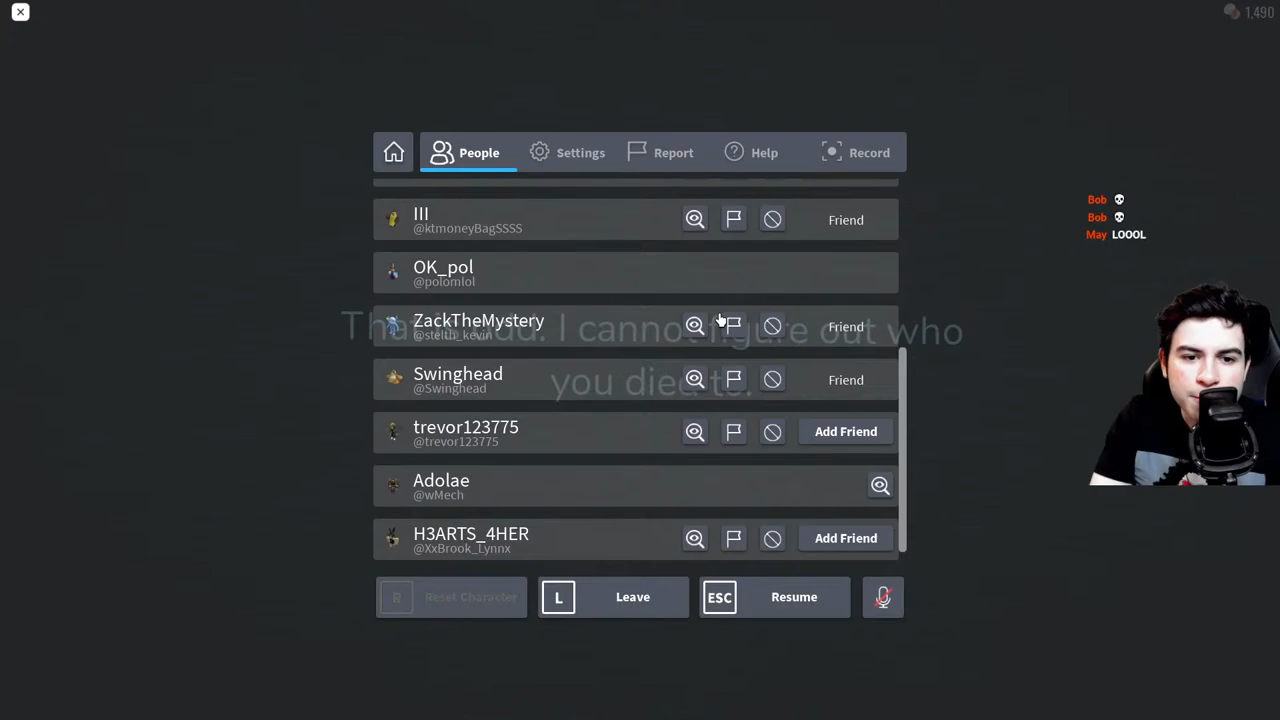 1,490
People Settings Report Help Record
Bob 💀
Bob 💀
May LOOOL
III
@ktmoneyBagSSSS
Friend
OK_pol
@polomlol
ZackTheMystery
@stelth_kevin
Friend
I cannot figure out who
you died to.
Swinghead
@Swinghead
Friend
trevor123775
@trevor123775
Add Friend
Adolae
@wMech
H3ARTS_4HER
@XxBrook_Lynnx
Add Friend
R Reset Character L Leave ESC Resume